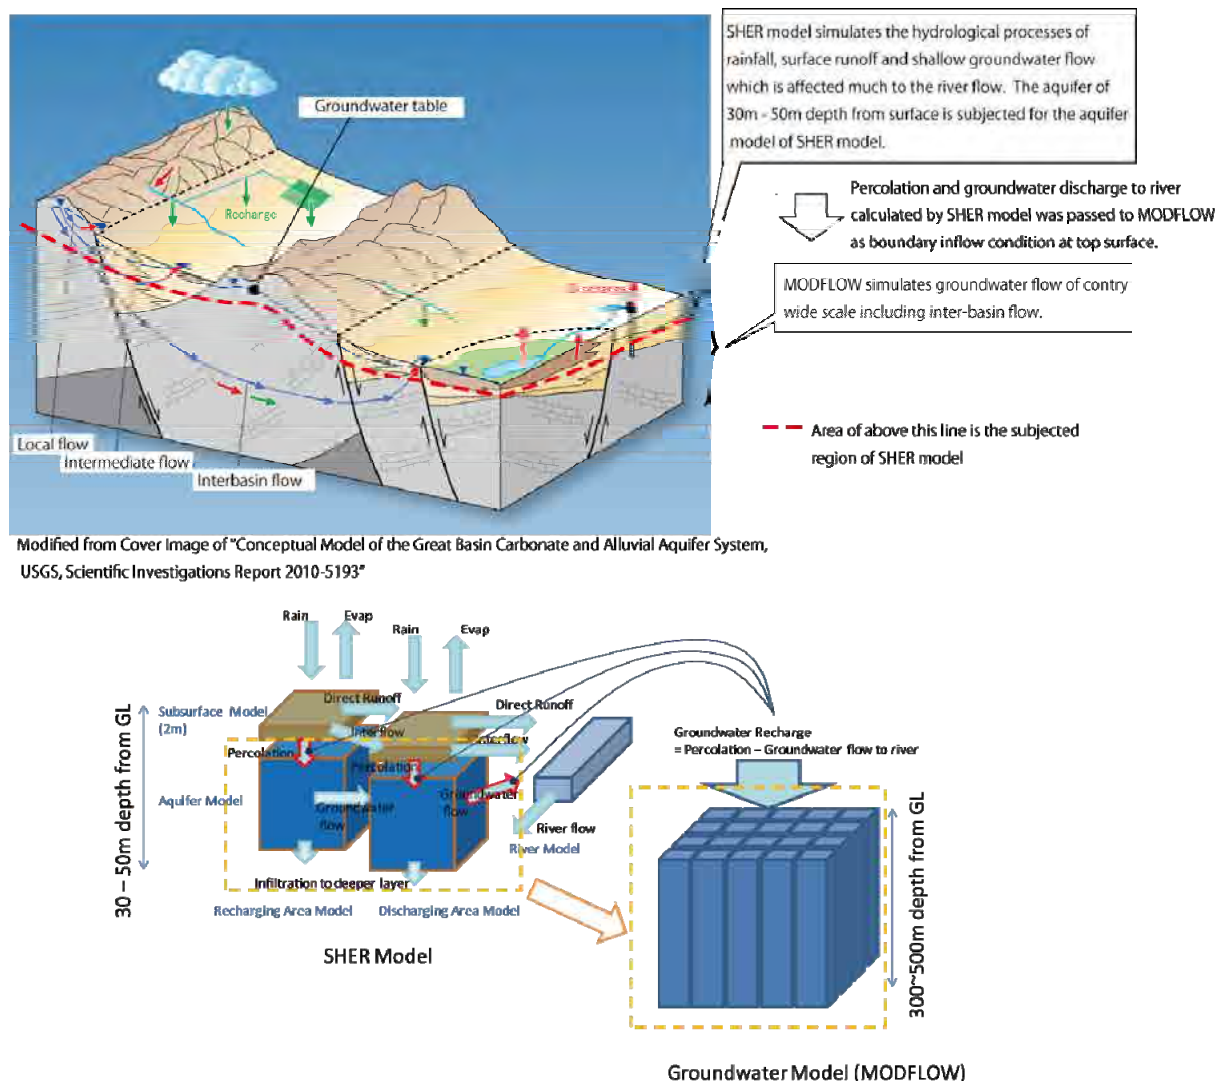 SHER model simulates the hydrological processes of
rainfall, surface runoff and shallow groundwater flow
which is affected much to the river flow. The aquifer of
30m - 50m depth from surface is subjected for the aquifer
model of SHER model.
Groundwater table
Percolation and groundwater discharge to river
calculated by SHER model was passed to MODFLOW
as boundary inflow condition at top surface.
Recharge
MODFLOW simulates groundwater flow of contry
wide scale including inter-basin flow.
Area of above this line is the subjected
region of SHER model
Local flow
Intermediate flow
Interbasin flow
Modified from Cover Image of "Conceptual Model of the Great Basin Carbonate and Alluvial Aquifer System,
USGS, Scientific Investigations Report 2010-5193"
Rain
Evap
Rain
Evap
Direct Runoff
Direct Runoff
Subsurface Model
(2m)
Interflow
Interflow
Percolation
Percolation
Groundwater Recharge
= Percolation – Groundwater flow to river
Aquifer Model
Groundwater
flow
Groundwater
flow
River flow
River Model
30 – 50m depth from GL
Infiltration to deeper layer
Recharging Area Model
Discharging Area Model
SHER Model
300~500m depth from GL
Groundwater Model (MODFLOW)